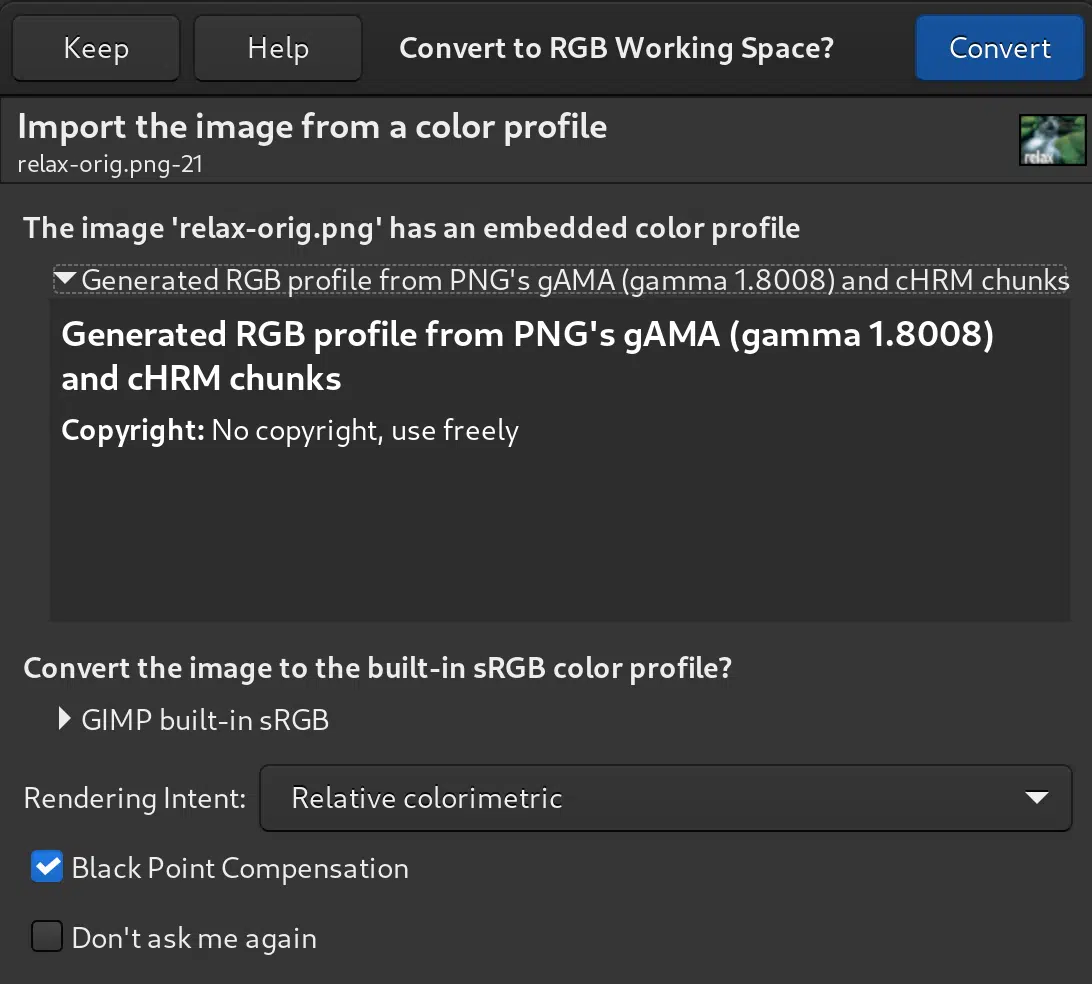 Keep
Help
Convert to RGB Working Space?
Convert
Import the image from a color profile
relax-orig.png-21
relax
The image 'relax-orig.png' has an embedded color profile
Generated RGB profile from PNG's gAMA (gamma 1.8008) and cHRM chunks
Generated RGB profile from PNG's gAMA (gamma 1.8008)
and cHRM chunks
Copyright: No copyright, use freely
Convert the image to the built-in sRGB color profile?
GIMP built-in sRGB
Rendering Intent:
Relative colorimetric
Black Point Compensation
Don't ask me again